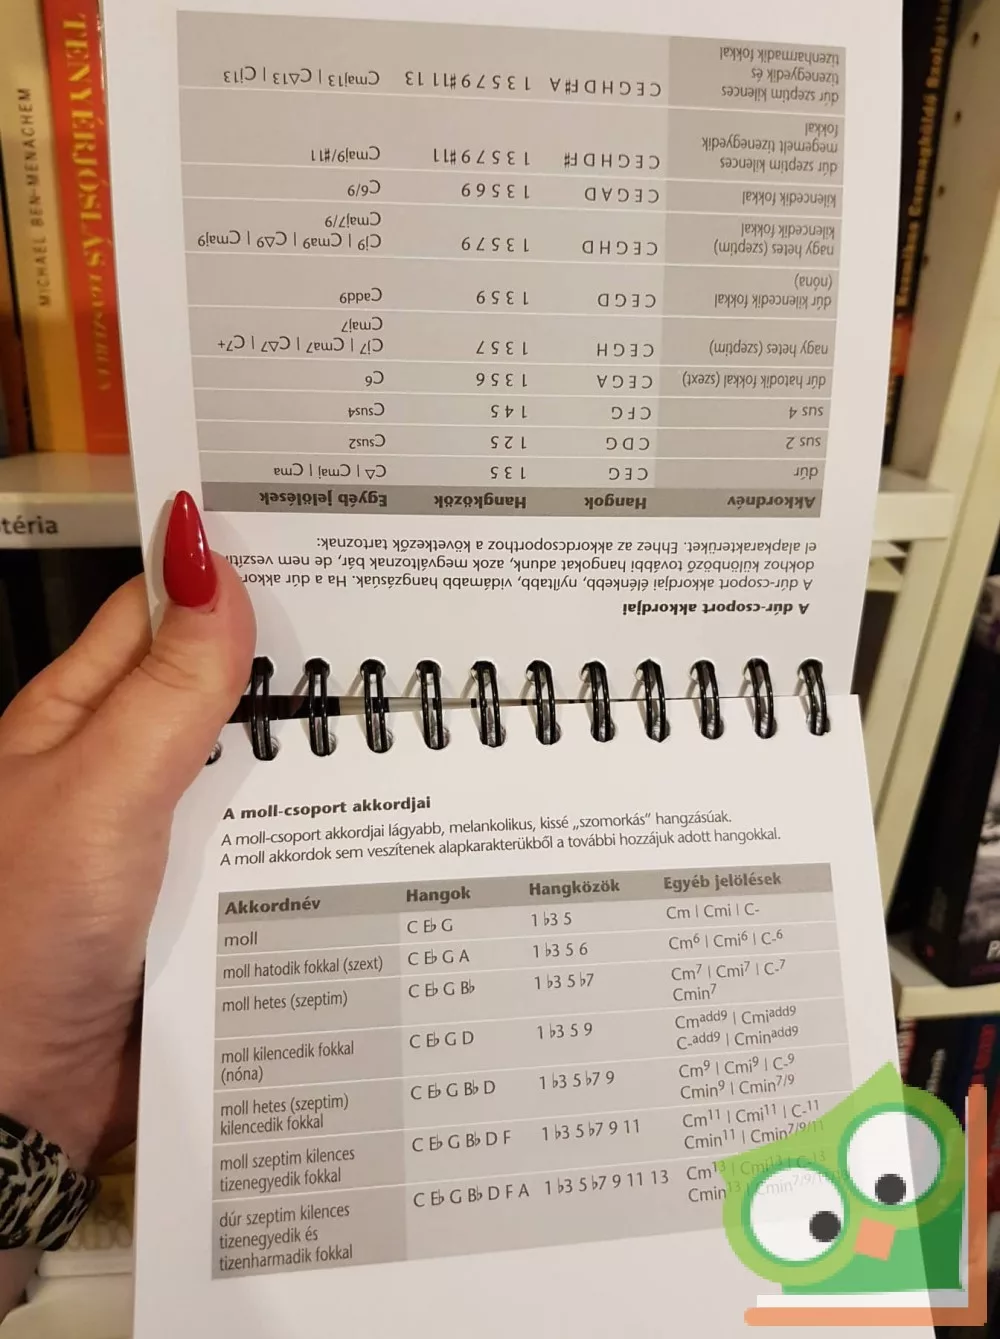 MICHAEL BEN-MENACHEM
TENYÉRJÓSLÁS
téria
A dúr-csoport akkordjai
A dúr-csoport akkordjai élénkebb, nyíltabb, vidámabb hangzásúak. Ha a dúr
dokhoz különböző további hangokat adunk, azok megváltoznak bár, de nem
el alapkarakterüket. Ehhez az akkordcsoporthoz a következők tartoznak:
Akkordnév Hangok Hangközök Egyéb jelölések
dúr C E G 1 3 5 C△ | Cmaj | Cma
sus 2 C D G 1 2 5 Csus2
sus 4 C F G 1 4 5 Csus4
dúr hatodik fokkal (szext) C E G A 1 3 5 6 C6
nagy hetes (szeptim) C E G H 1 3 5 7 Cj7 | Cma7 | C△7 | C7+
Cmaj7
dúr kilencedik fokkal C E G D 1 3 5 9 Cadd9
(nóna)
nagy hetes (szeptim) C E G H D 1 3 5 7 9 Cj9 | Cma9 | C△9 | Cmaj9
kilencedik fokkal Cmaj7/9
kilencedik fokkal C E G A D 1 3 5 6 9 C6/9
dúr szeptim kilences C E G H D F# 1 3 5 7 9 #11 Cmaj9/#11
megemelt tizenegyedik
fokkal
dúr szeptim kilences C E G H D F# A 1 3 5 7 9 #11 13 Cmaj13 | C△13 | Cj13
tizenegyedik és
tizenharmadik fokkal
A moll-csoport akkordjai
A moll-csoport akkordjai lágyabb, melankolikus, kissé „szomorkás” hangzásúak.
A moll akkordok sem veszítenek alapkarakterükből a további hozzájuk adott hangokkal.
Akkordnév Hangok Hangközök Egyéb jelölések
moll C E♭ G 1 ♭3 5 Cm | Cmi | C-
moll hatodik fokkal (szext) C E♭ G A 1 ♭3 5 6 Cm6 | Cmi6 | C-6
moll hetes (szeptim) C E♭ G B♭ 1 ♭3 5 ♭7 Cm7 | Cmi7 | C-7
Cmin7
moll kilencedik fokkal C E♭ G D 1 ♭3 5 9 Cmadd9 | Cmiadd9
(nóna) C-add9 | Cminadd9
moll hetes (szeptim) C E♭ G B♭ D 1 ♭3 5 ♭7 9 Cm9 | Cmi9 | C-9
kilencedik fokkal Cmin9 | Cmin7/9
moll szeptim kilences C E♭ G B♭ D F 1 ♭3 5 ♭7 9 11 Cm11 | Cmi11 | C-11
tizenegyedik fokkal Cmin11 | Cmin7/9/11
dúr szeptim kilences C E♭ G B♭ D F A 1 ♭3 5 ♭7 9 11 13 Cm13 | Cmi13 | C-13
tizenegyedik és Cmin13 |
tizenharmadik fokkal